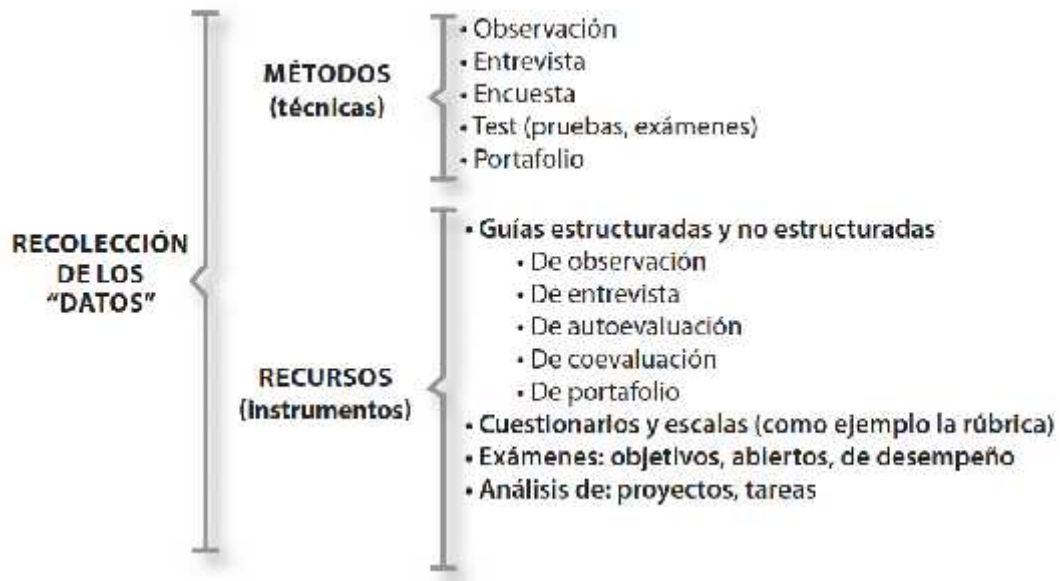 RECOLECCIÓN
DE LOS
“DATOS”
MÉTODOS
(técnicas)
• Observación
• Entrevista
• Encuesta
• Test (pruebas, exámenes)
• Portafolio
RECURSOS
(instrumentos)
• Guías estructuradas y no estructuradas
• De observación
• De entrevista
• De autoevaluación
• De coevaluación
• De portafolio
• Cuestionarios y escalas (como ejemplo la rúbrica)
• Exámenes: objetivos, abiertos, de desempeño
• Análisis de: proyectos, tareas